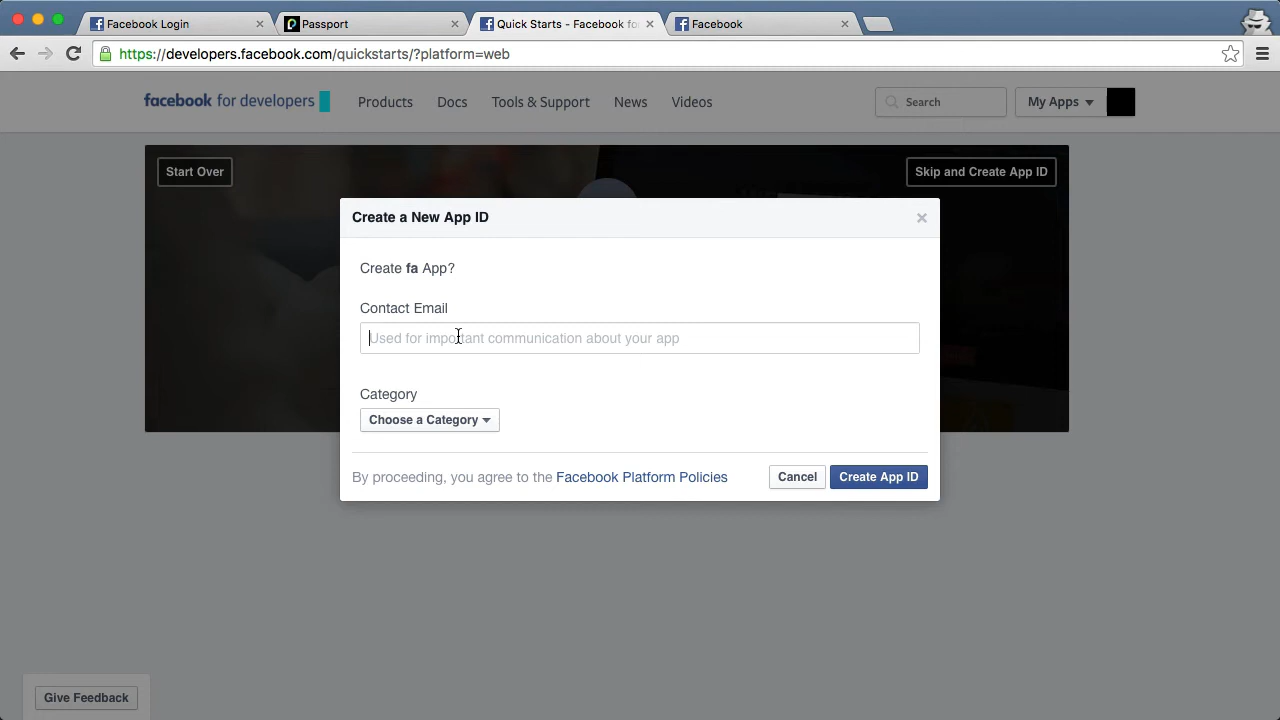 Facebook Login
Passport
Quick Starts - Facebook fo
Facebook
https://developers.facebook.com/quickstarts/?platform=web
facebook for developers
Products
Docs
Tools & Support
News
Videos
Search
My Apps
Start Over
Skip and Create App ID
Create a New App ID
Create fa App?
Contact Email
Used for important communication about your app
Category
Choose a Category
By proceeding, you agree to the Facebook Platform Policies
Cancel
Create App ID
Give Feedback